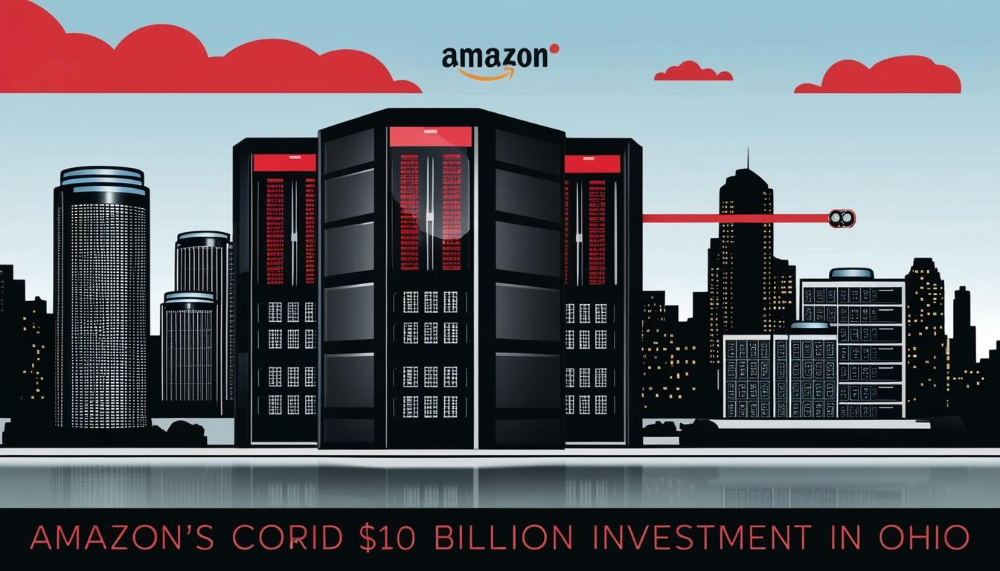 amazon
AMAZON'S CORID $10 BILLION INVESTMENT IN OHIO